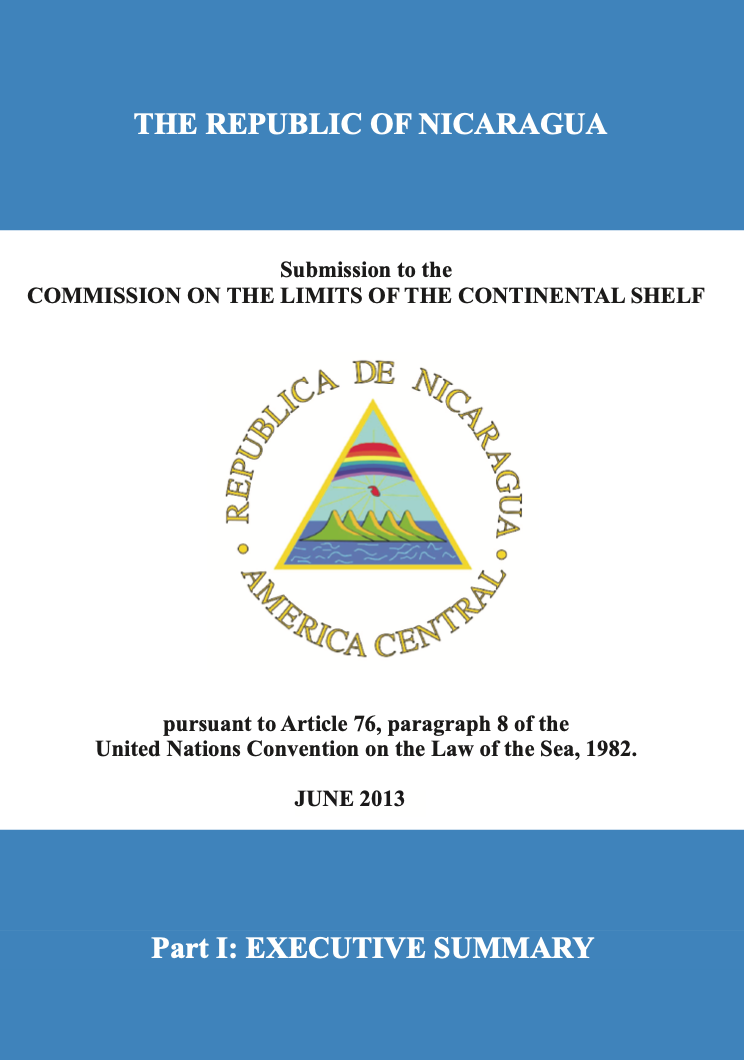 THE REPUBLIC OF NICARAGUA
Submission to the
COMMISSION ON THE LIMITS OF THE CONTINENTAL SHELF
REPUBLICA DE NICARAGUA
AMERICA CENTRAL
pursuant to Article 76, paragraph 8 of the
United Nations Convention on the Law of the Sea, 1982.
JUNE 2013
Part I: EXECUTIVE SUMMARY